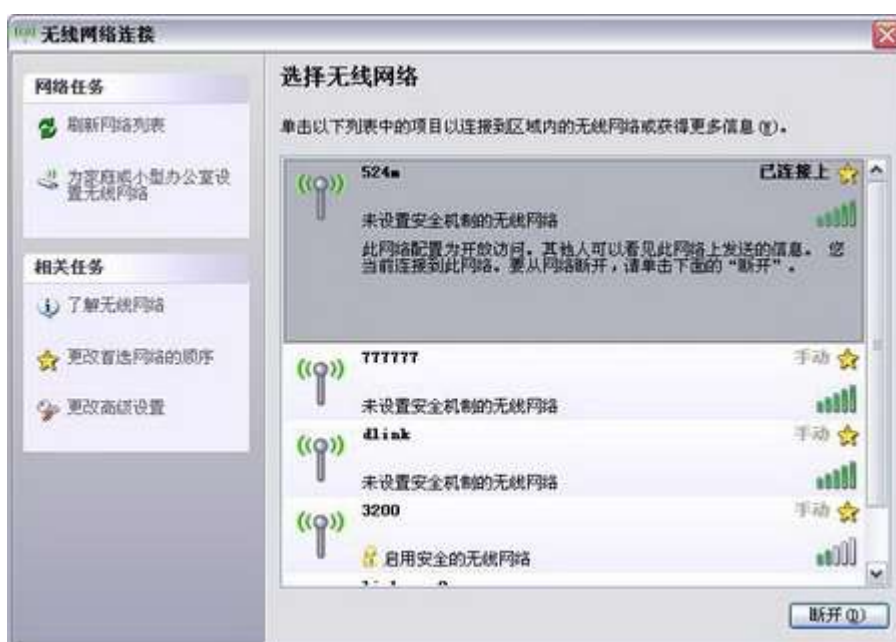 无线网络连接
网络任务
刷新网络列表
为家庭或小型办公室设
置无线网络
相关任务
了解无线网络
更改首选网络的顺序
更改高级设置
选择无线网络
单击以下列表中的项目以连接到区域内的无线网络或获得更多信息(W)。
524m
已连接上
未设置安全机制的无线网络
此网络配置为开放访问。其他人可以看见此网络上发送的信息。 您
当前连接到此网络。要从网络断开，请单击下面的“断开”。
777777
手动
未设置安全机制的无线网络
dlink
手动
未设置安全机制的无线网络
3200
手动
启用安全的无线网络
断开(D)